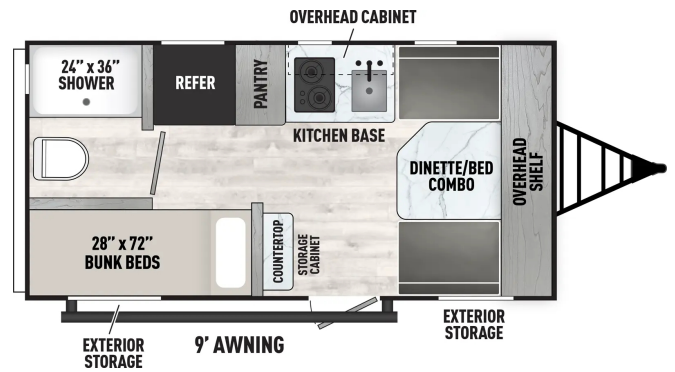 OVERHEAD CABINET
24” x 36”
SHOWER
REFER
PANTRY
KITCHEN BASE
DINETTE/BED
COMBO
OVERHEAD
SHELF
28” x 72”
BUNK BEDS
COUNTERTOP
STORAGE
CABINET
EXTERIOR
STORAGE
9’ AWNING
EXTERIOR
STORAGE